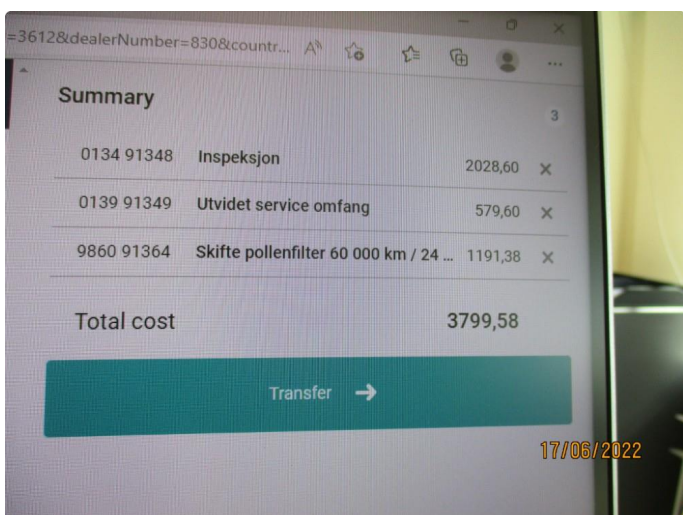 =3612&dealerNumber=830&countr...
Summary
3
0134 91348 Inspeksjon 2028,60
0139 91349 Utvidet service omfang 579,60
9860 91364 Skifte pollenfilter 60 000 km / 24 ... 1191,38
Total cost 3799,58
Transfer →
17/06/2022